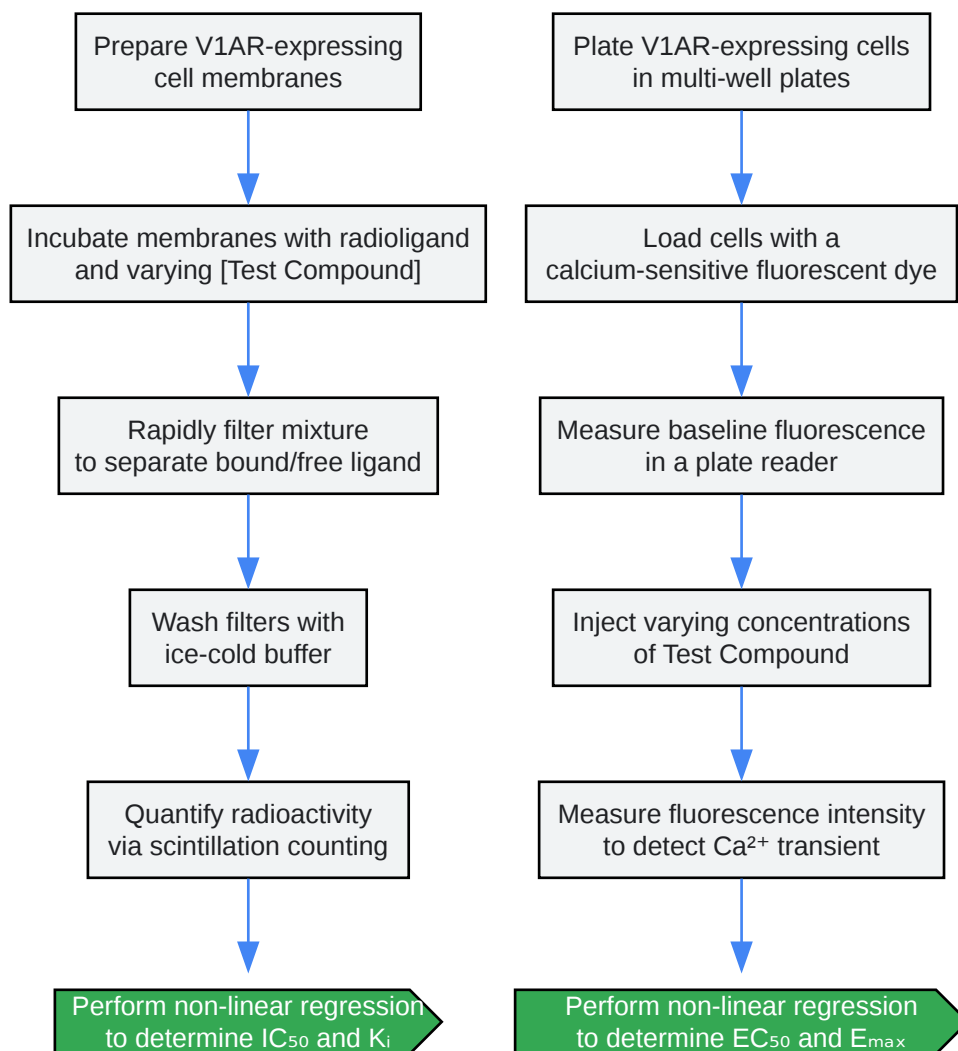 Prepare V1AR-expressing
cell membranes
Incubate membranes with radioligand
and varying [Test Compound]
Rapidly filter mixture
to separate bound/free ligand
Wash filters with
ice-cold buffer
Quantify radioactivity
via scintillation counting
Perform non-linear regression
to determine IC₅₀ and Kᵢ
Plate V1AR-expressing cells
in multi-well plates
Load cells with a
calcium-sensitive fluorescent dye
Measure baseline fluorescence
in a plate reader
Inject varying concentrations
of Test Compound
Measure fluorescence intensity
to detect Ca²⁺ transient
Perform non-linear regression
to determine EC₅₀ and Eₘₐₓ